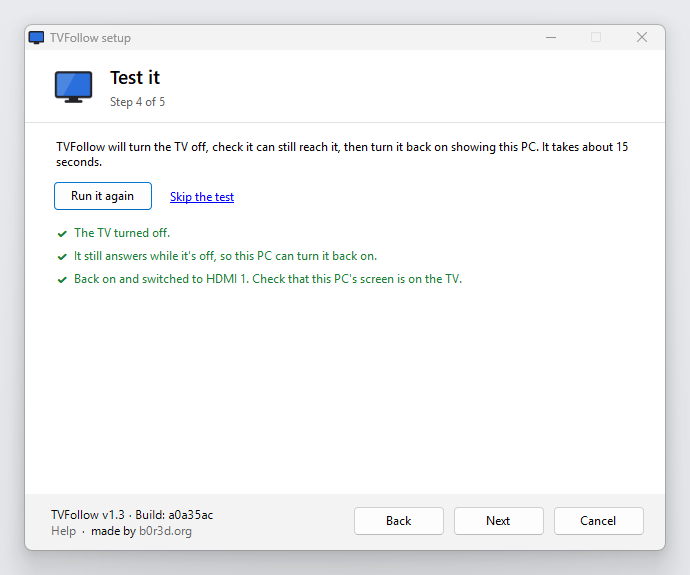 TVFollow setup
Test it
Step 4 of 5
TVFollow will turn the TV off, check it can still reach it, then turn it back on showing this PC. It takes about 15
seconds.
Run it again
Skip the test
✓ The TV turned off.
✓ It still answers while it's off, so this PC can turn it back on.
✓ Back on and switched to HDMI 1. Check that this PC's screen is on the TV.
TVFollow v1.3 · Build: a0a35ac
Help · made by b0r3d.org
Back
Next
Cancel